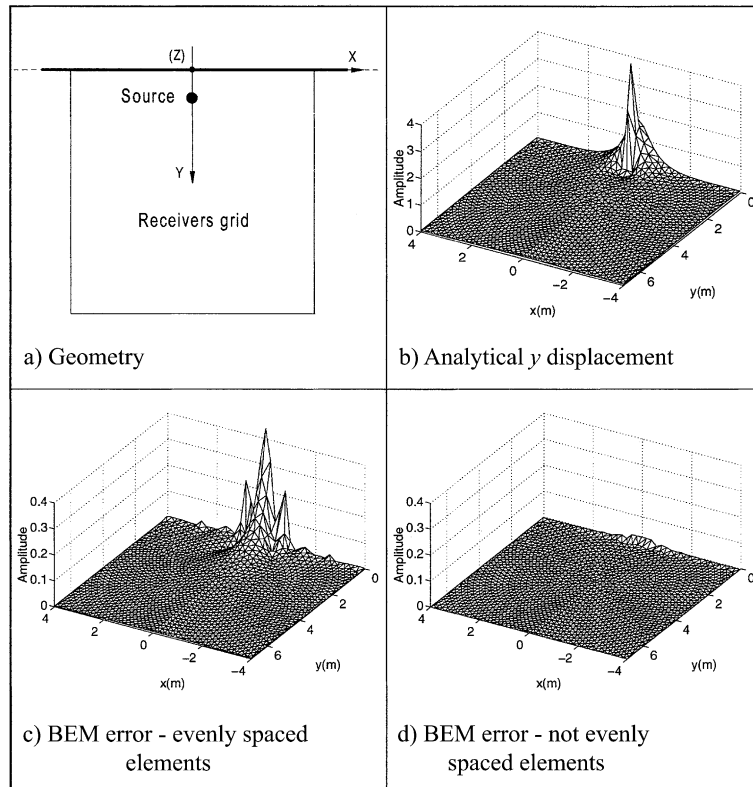 (Z)
X
Source
Y
Receivers grid
a) Geometry
4
3
2
1
0
Amplitude
4
2
0
−2
−4
x(m)
0
2
4
6
y(m)
b) Analytical y displacement
0.4
0.3
0.2
0.1
0
Amplitude
4
2
0
−2
−4
x(m)
0
2
4
6
y(m)
c) BEM error - evenly spaced
elements
0.4
0.3
0.2
0.1
0
Amplitude
4
2
0
−2
−4
x(m)
0
2
4
6
y(m)
d) BEM error - not evenly
spaced elements